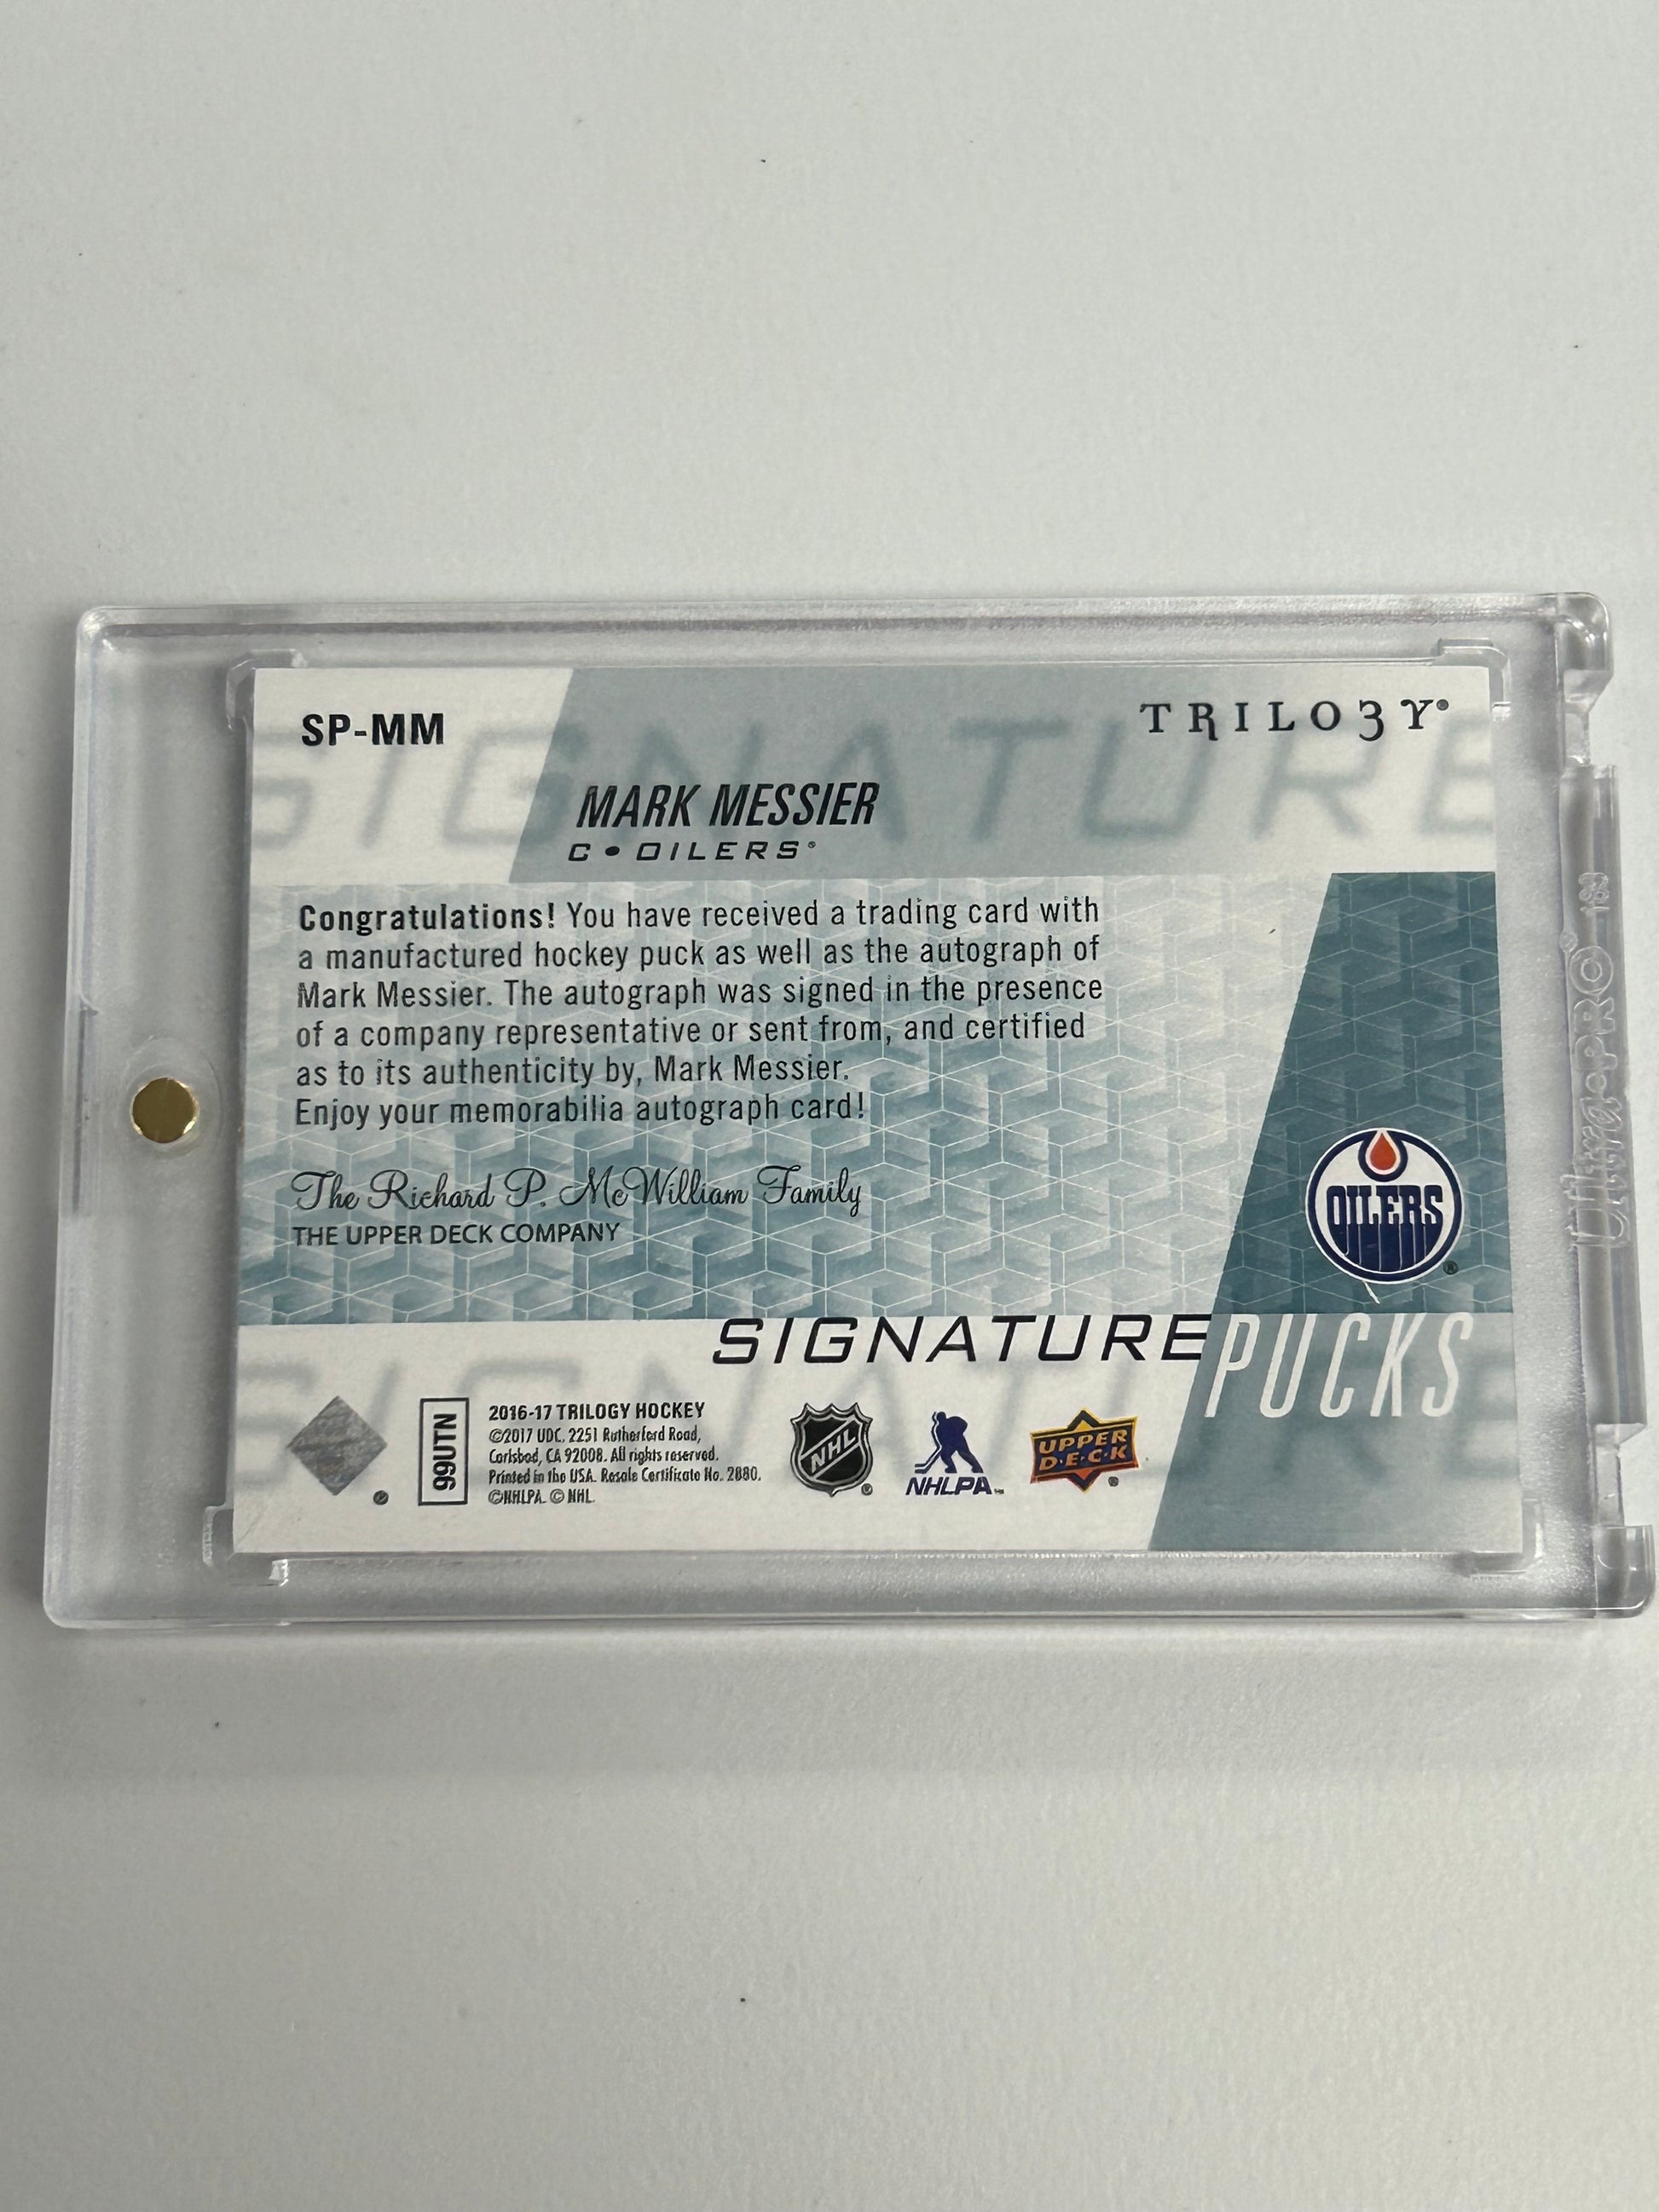 SP-MM
TRILO3Y®
SIGNATURE
MARK MESSIER
C • OILERS®
Congratulations! You have received a trading card with
a manufactured hockey puck as well as the autograph of
Mark Messier. The autograph was signed in the presence
of a company representative or sent from, and certified
as to its authenticity by, Mark Messier.
Enjoy your memorabilia autograph card!
The Richard P. McWilliam Family
THE UPPER DECK COMPANY
OILERS
®
SIGNATURE PUCKS
99UTN
2016-17 TRILOGY HOCKEY
©2017 UDC, 2251 Rutherford Road,
Carlsbad, CA 92008. All rights reserved.
Printed in the USA. Resale Certificate No. 2880.
©NHLPA. © NHL.
NHL
®
NHLPA™
UPPER
D·E·C·K
®
Ultra•PRO®